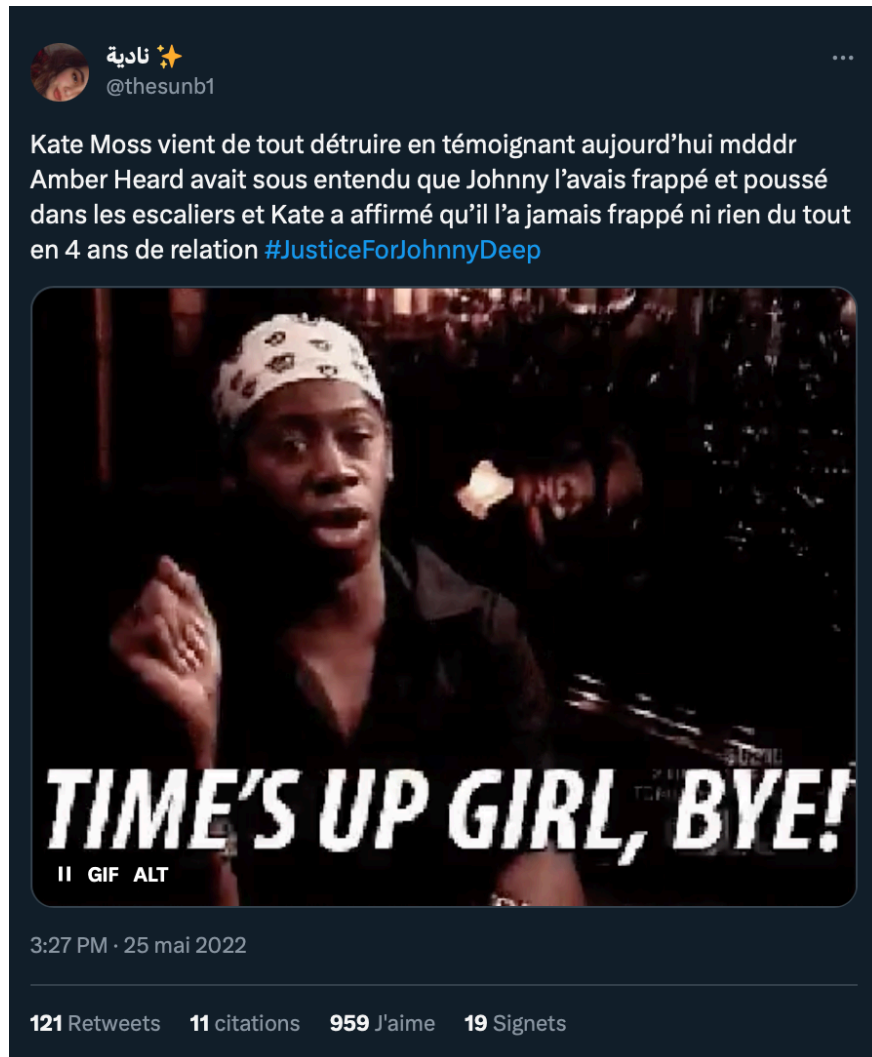 نادية ✨
@thesunb1
Kate Moss vient de tout détruire en témoignant aujourd’hui mdddr
Amber Heard avait sous entendu que Johnny l’avais frappé et poussé
dans les escaliers et Kate a affirmé qu’il l’a jamais frappé ni rien du tout
en 4 ans de relation #JusticeForJohnnyDeep
TIME'S UP GIRL, BYE!
GIF ALT
3:27 PM · 25 mai 2022
121 Retweets 11 citations 959 J'aime 19 Signets